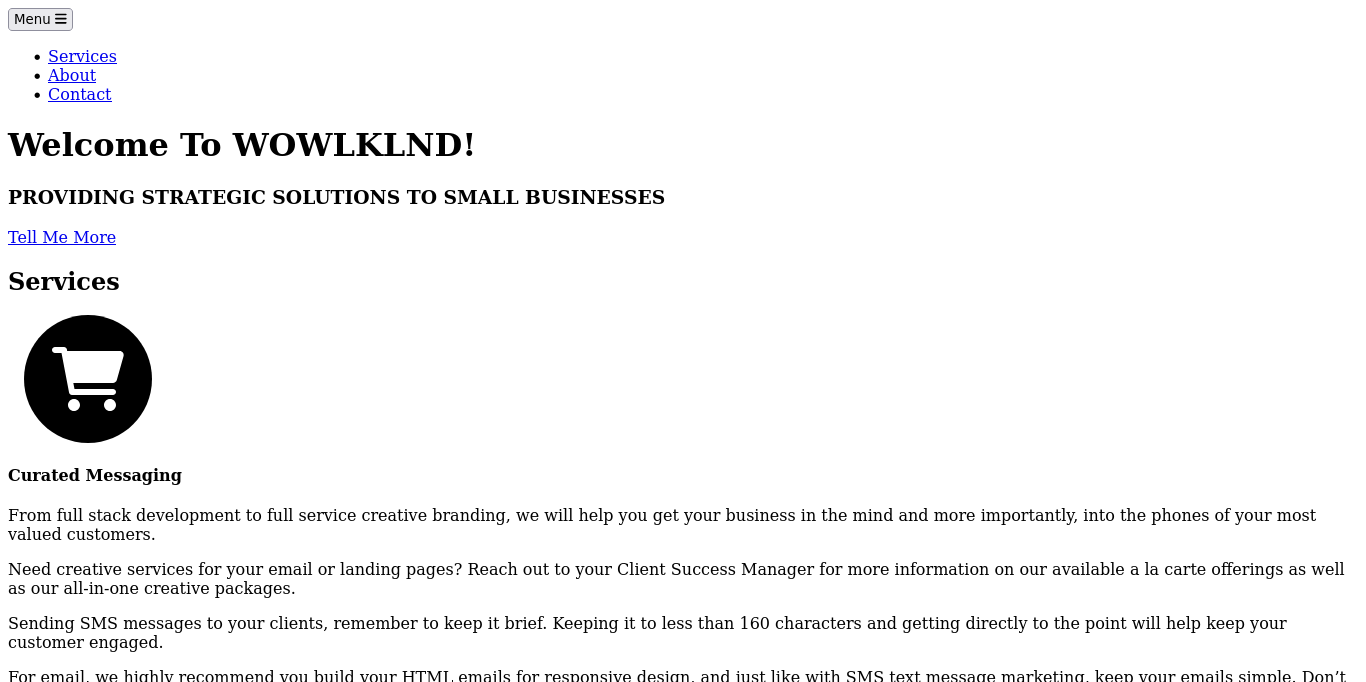 Menu
Services
About
Contact
Welcome To WOWLKLND!
PROVIDING STRATEGIC SOLUTIONS TO SMALL BUSINESSES
Tell Me More
Services
Curated Messaging
From full stack development to full service creative branding, we will help you get your business in the mind and more importantly, into the phones of your most
valued customers.
Need creative services for your email or landing pages? Reach out to your Client Success Manager for more information on our available a la carte offerings as well
as our all-in-one creative packages.
Sending SMS messages to your clients, remember to keep it brief. Keeping it to less than 160 characters and getting directly to the point will help keep your
customer engaged.
For email, we highly recommend you build your HTML emails for responsive design, and just like with SMS text message marketing, keep your emails simple. Don’t